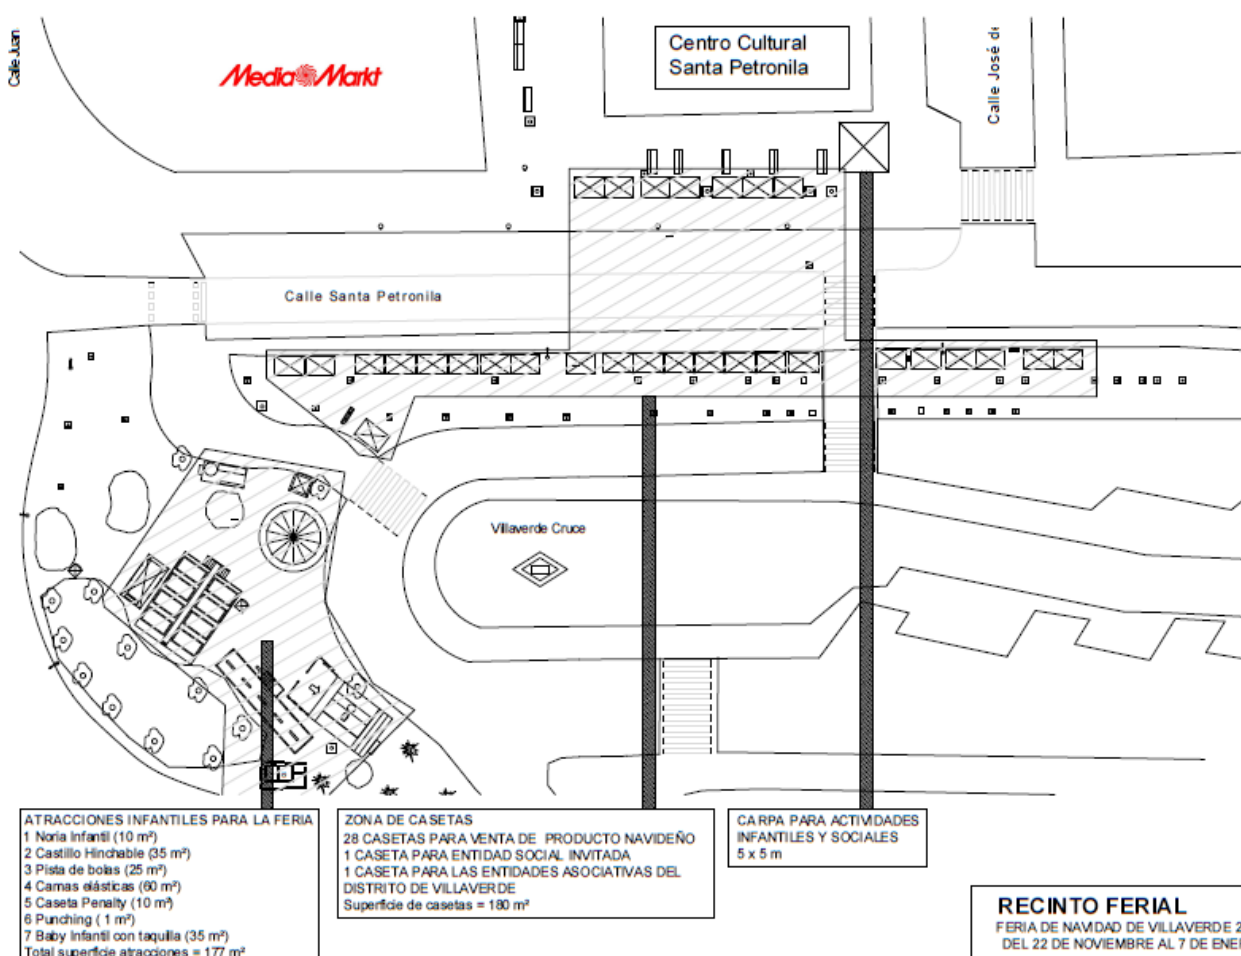 Calle Juan
MediaMarkt
Centro Cultural
Santa Petronila
Calle José de
Calle Santa Petronila
Villaverde Cruce
ATRACCIONES INFANTILES PARA LA FERIA
1 Noria Infantil (10 m²)
2 Castillo Hinchable (35 m²)
3 Pista de bolas (25 m²)
4 Camas elásticas (60 m²)
5 Caseta Penalty (10 m²)
6 Punching ( 1 m²)
7 Baby Infantil con taquilla (35 m²)
Total superficie atracciones = 177 m²
ZONA DE CASETAS
28 CASETAS PARA VENTA DE PRODUCTO NAVIDEÑO
1 CASETA PARA ENTIDAD SOCIAL INVITADA
1 CASETA PARA LAS ENTIDADES ASOCIATIVAS DEL
DISTRITO DE VILLAVERDE
Superficie de casetas = 180 m²
CARPA PARA ACTIVIDADES
INFANTILES Y SOCIALES
5 x 5 m
RECINTO FERIAL
FERIA DE NAVIDAD DE VILLAVERDE 2
DEL 22 DE NOVIEMBRE AL 7 DE ENE